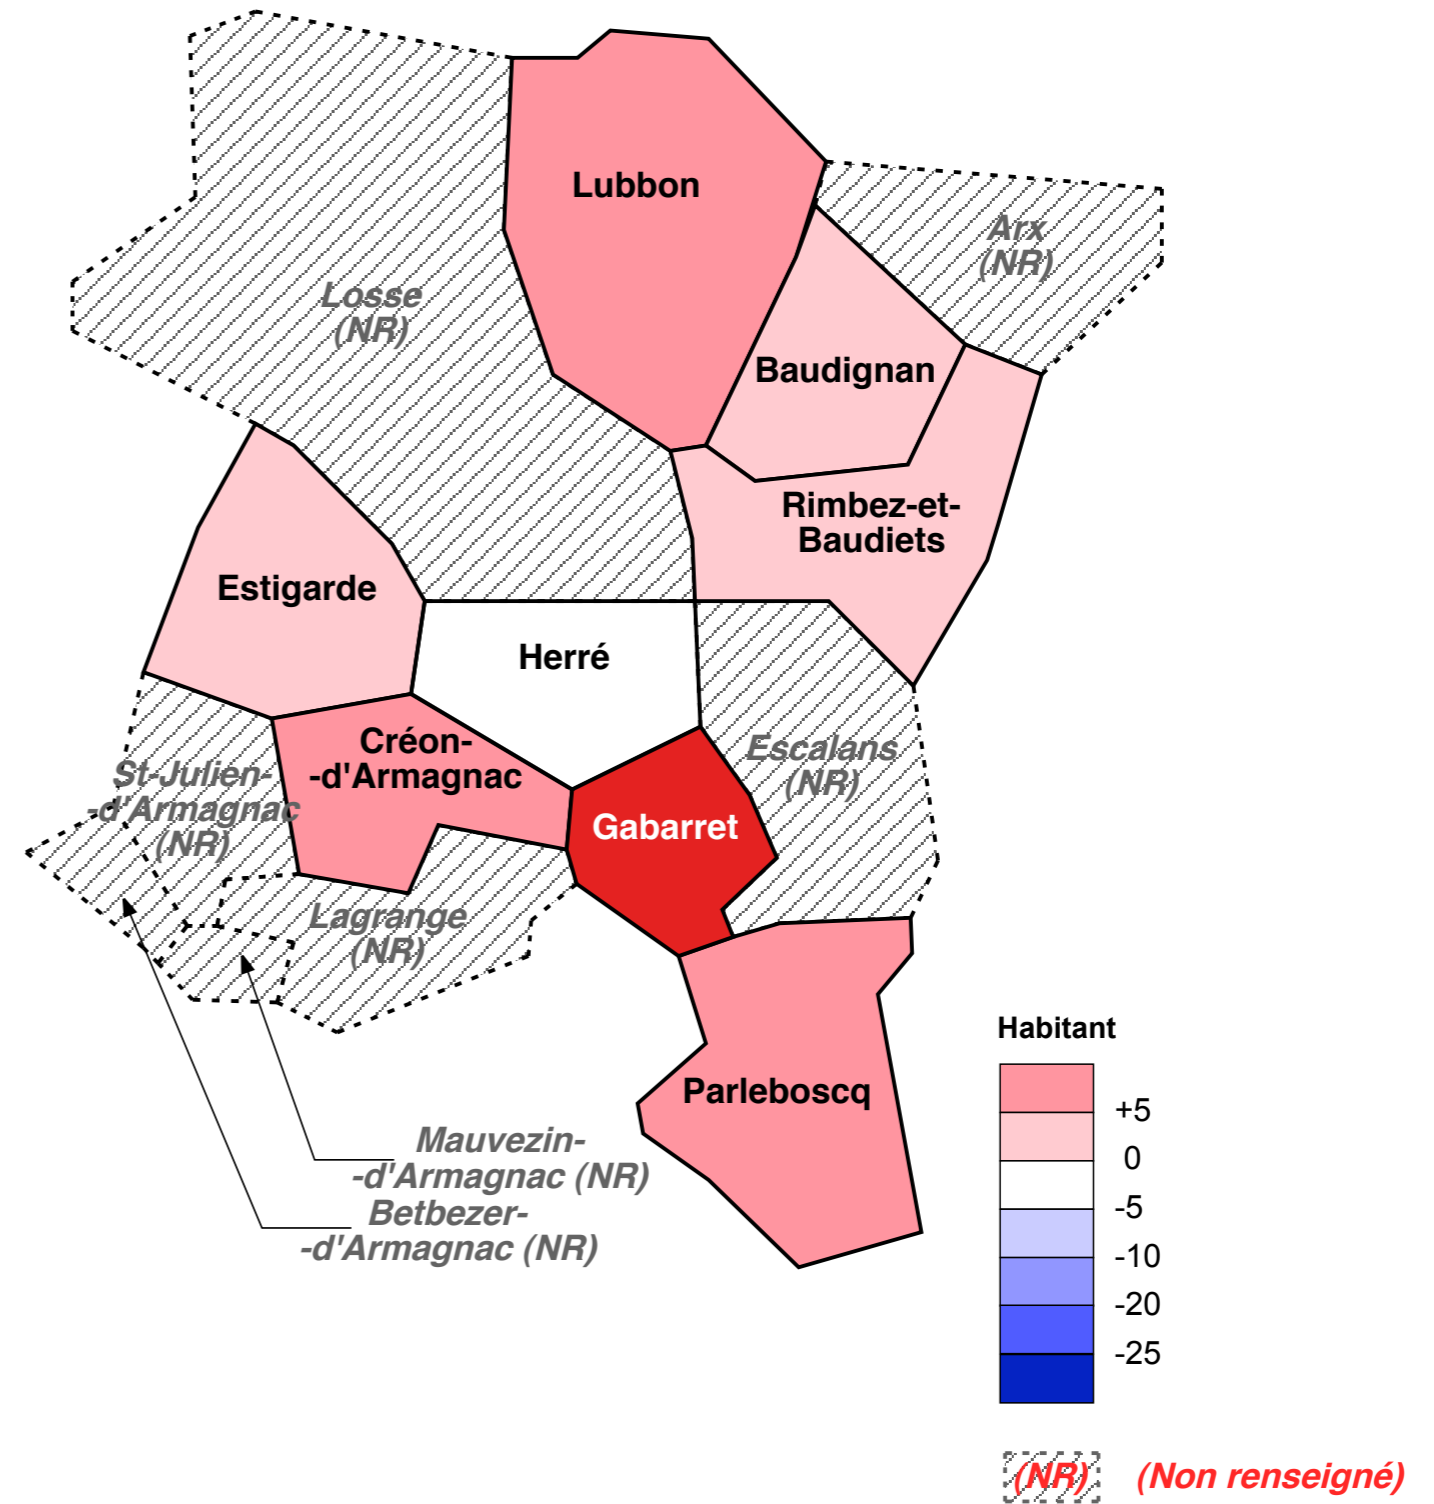 Lubbon
Arx
(NR)
Losse
(NR)
Baudignan
Rimbez-et-
Baudiets
Estigarde
Herré
Créon-
-d'Armagnac
Escalans
(NR)
St-Julien-
-d'Armagnac
(NR)
Gabarret
Lagrange
(NR)
Parleboscq
Mauvezin-
-d'Armagnac (NR)
Betbezer-
-d'Armagnac (NR)
Habitant
+5
0
-5
-10
-20
-25
(NR) (Non renseigné)